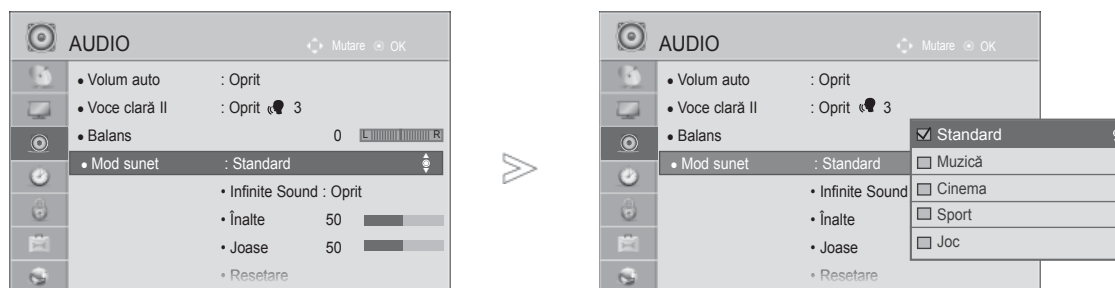 AUDIO
Mutare OK
• Volum auto : Oprit
• Voce clară II : Oprit 3
• Balans 0 L R
• Mod sunet : Standard
• Infinite Sound : Oprit
• Înalte 50
• Joase 50
• Resetare
AUDIO
Mutare OK
• Volum auto : Oprit
• Voce clară II : Oprit 3
• Balans
• Mod sunet : Standard
• Infinite Sound
• Înalte
• Joase
• Resetare
Standard
Muzică
Cinema
Sport
Joc